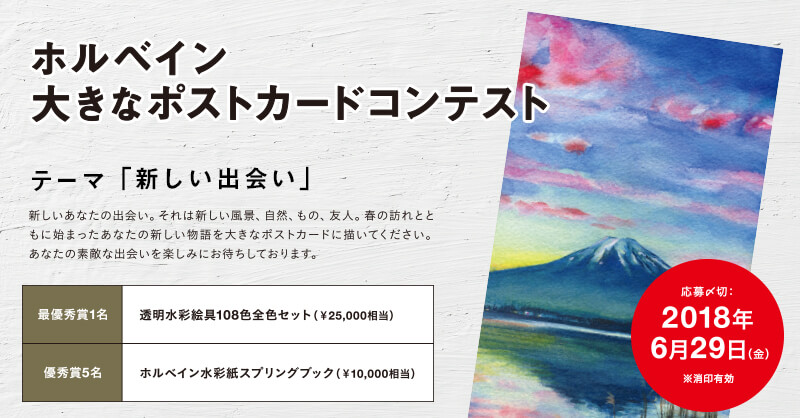 ホルベイン
大きなポストカードコンテスト
テーマ「新しい出会い」
新しいあなたの出会い。それは新しい風景、自然、もの、友人。春の訪れとと
もに始まったあなたの新しい物語を大きなポストカードに描いてください。
あなたの素敵な出会いを楽しみにお待ちしております。
最優秀賞1名
透明水彩絵具108色全色セット(¥25,000相当)
優秀賞5名
ホルベイン水彩紙スプリングブック(¥10,000相当)
応募〆切:
2018年
6月29日(金)
※消印有効